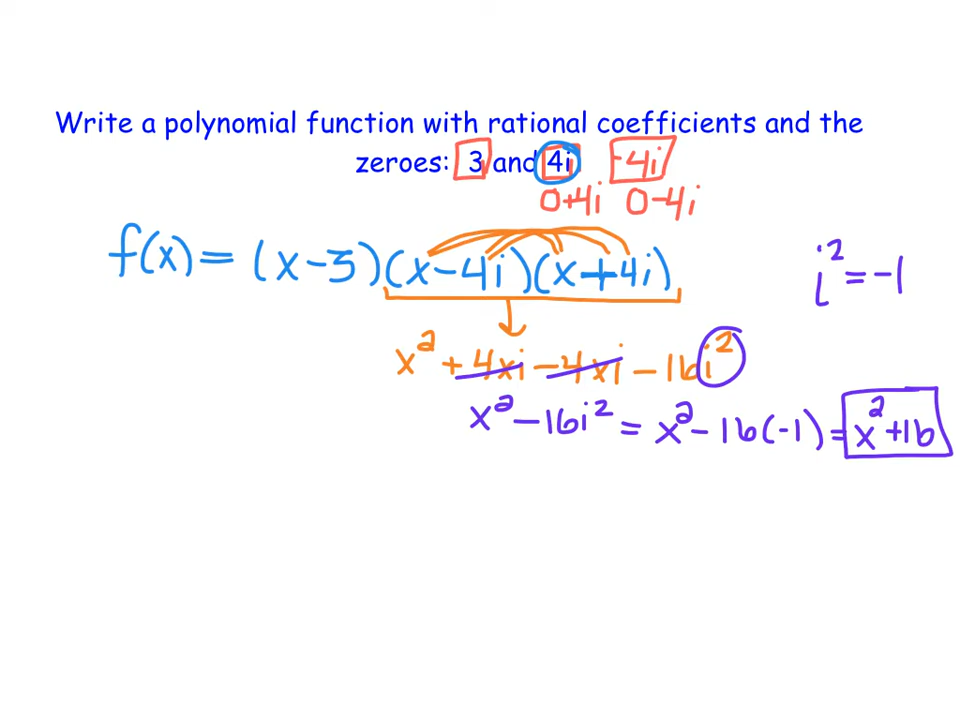 Write a polynomial function with rational coefficients and the
zeroes: 3 and 4i -4i
0+4i 0-4i
f(x) = (x-3)(x-4i)(x+4i)
i² = -1
x² +4xi -4xi - 16i²
x² - 16i² = x² - 16(-1) = x² +16